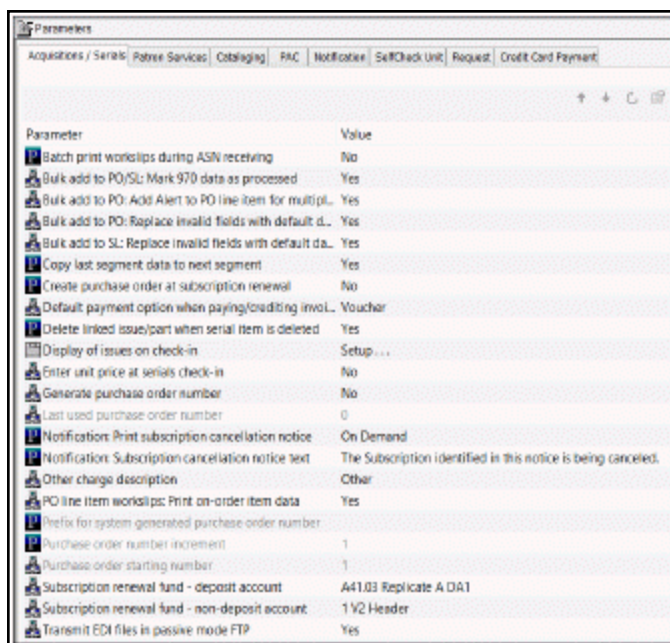 Parameters
Acquisitions / Serials Patron Services Cataloging PAC Notification SelfCheck Unit Request Credit Card Payment
Parameter Value
Batch print workslips during ASN receiving No
Bulk add to PO/SL: Mark 970 data as processed Yes
Bulk add to PO: Add Alert to PO line item for multipl... Yes
Bulk add to PO: Replace invalid fields with default d... Yes
Bulk add to SL: Replace invalid fields with default da... Yes
Copy last segment data to next segment Yes
Create purchase order at subscription renewal No
Default payment option when paying/crediting invoi... Voucher
Delete linked issue/part when serial item is deleted Yes
Display of issues on check-in Setup...
Enter unit price at serials check-in No
Generate purchase order number No
Last used purchase order number 0
Notification: Print subscription cancellation notice On Demand
Notification: Subscription cancellation notice text The Subscription identified in this notice is being canceled.
Other charge description Other
PO line item workslips: Print on-order item data Yes
Prefix for system generated purchase order number
Purchase order number increment 1
Purchase order starting number 1
Subscription renewal fund - deposit account A41.03 Replicate A DA1
Subscription renewal fund - non-deposit account 1V2 Header
Transmit EDI files in passive mode FTP Yes